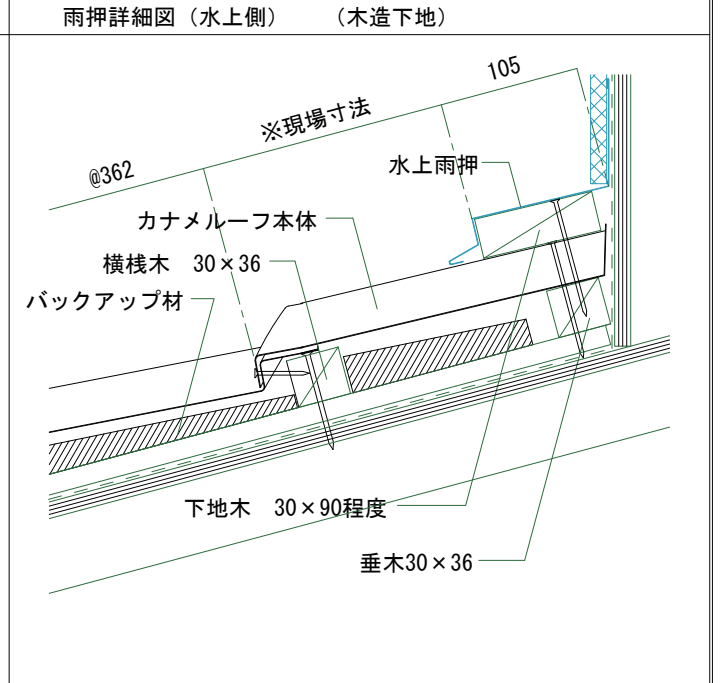 雨押詳細図（水上側）　（木造下地）
105
※現場寸法
@362
水上雨押
カナメルーフ本体
横桟木　30×36
バックアップ材
下地木　30×90程度
垂木30×36